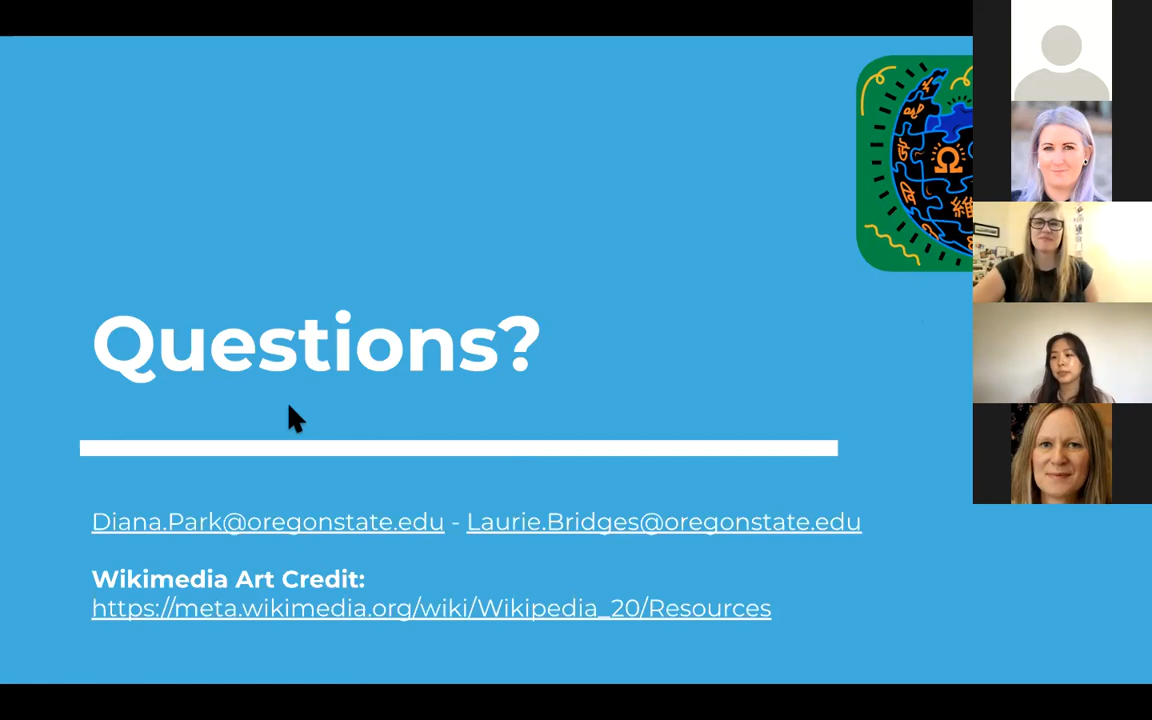 Ω
維
Questions?
Diana.Park@oregonstate.edu - Laurie.Bridges@oregonstate.edu
Wikimedia Art Credit:
https://meta.wikimedia.org/wiki/Wikipedia_20/Resources